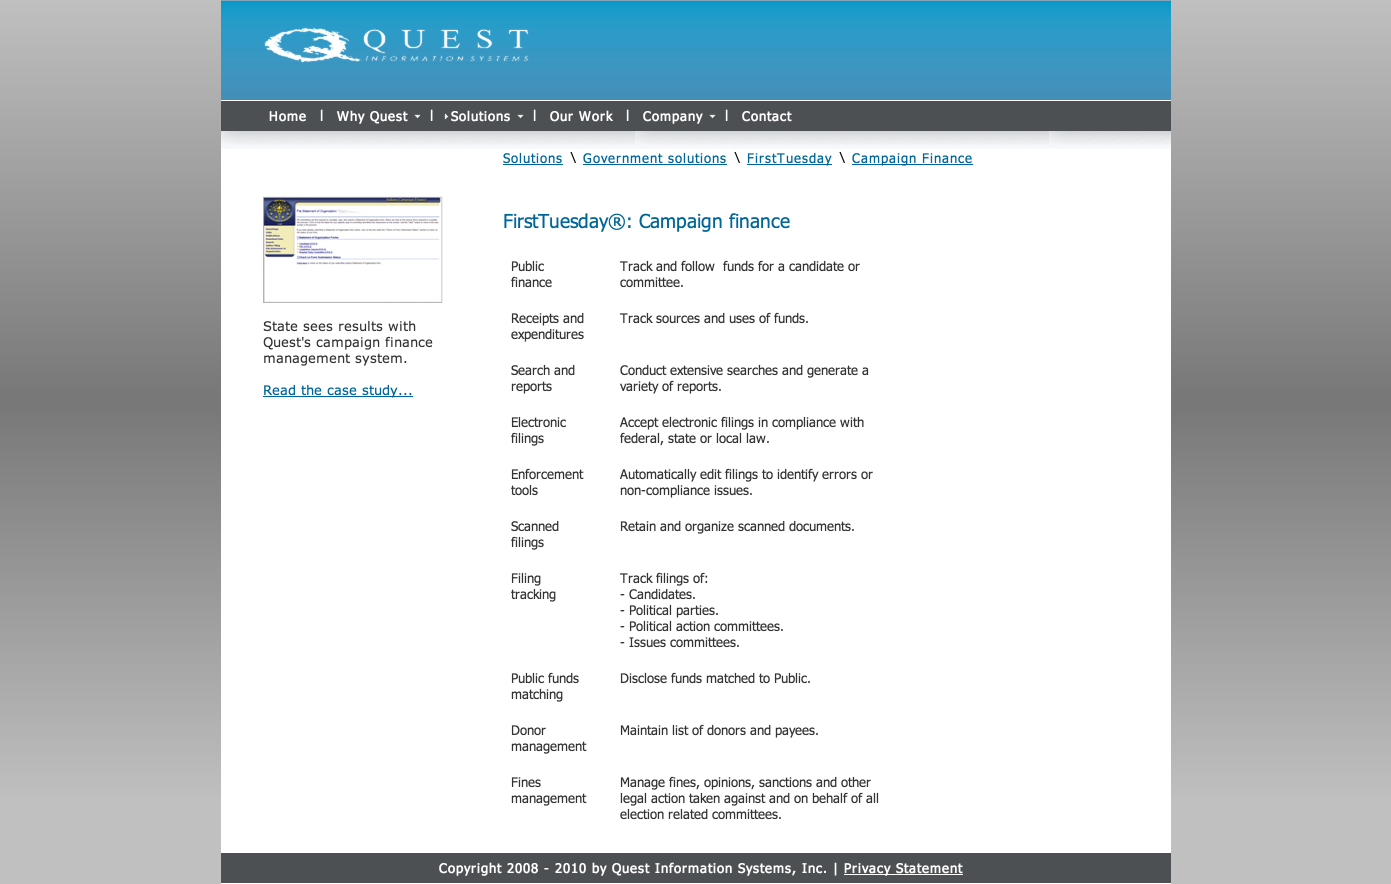 QUEST
INFORMATION SYSTEMS
Home | Why Quest | Solutions | Our Work | Company | Contact
Solutions \ Government solutions \ FirstTuesday \ Campaign Finance
State sees results with
Quest's campaign finance
management system.
Read the case study...
FirstTuesday®: Campaign finance
Public
finance
Track and follow funds for a candidate or
committee.
Receipts and
expenditures
Track sources and uses of funds.
Search and
reports
Conduct extensive searches and generate a
variety of reports.
Electronic
filings
Accept electronic filings in compliance with
federal, state or local law.
Enforcement
tools
Automatically edit filings to identify errors or
non-compliance issues.
Scanned
filings
Retain and organize scanned documents.
Filing
tracking
Track filings of:
- Candidates.
- Political parties.
- Political action committees.
- Issues committees.
Public funds
matching
Disclose funds matched to Public.
Donor
management
Maintain list of donors and payees.
Fines
management
Manage fines, opinions, sanctions and other
legal action taken against and on behalf of all
election related committees.
Copyright 2008 - 2010 by Quest Information Systems, Inc. | Privacy Statement